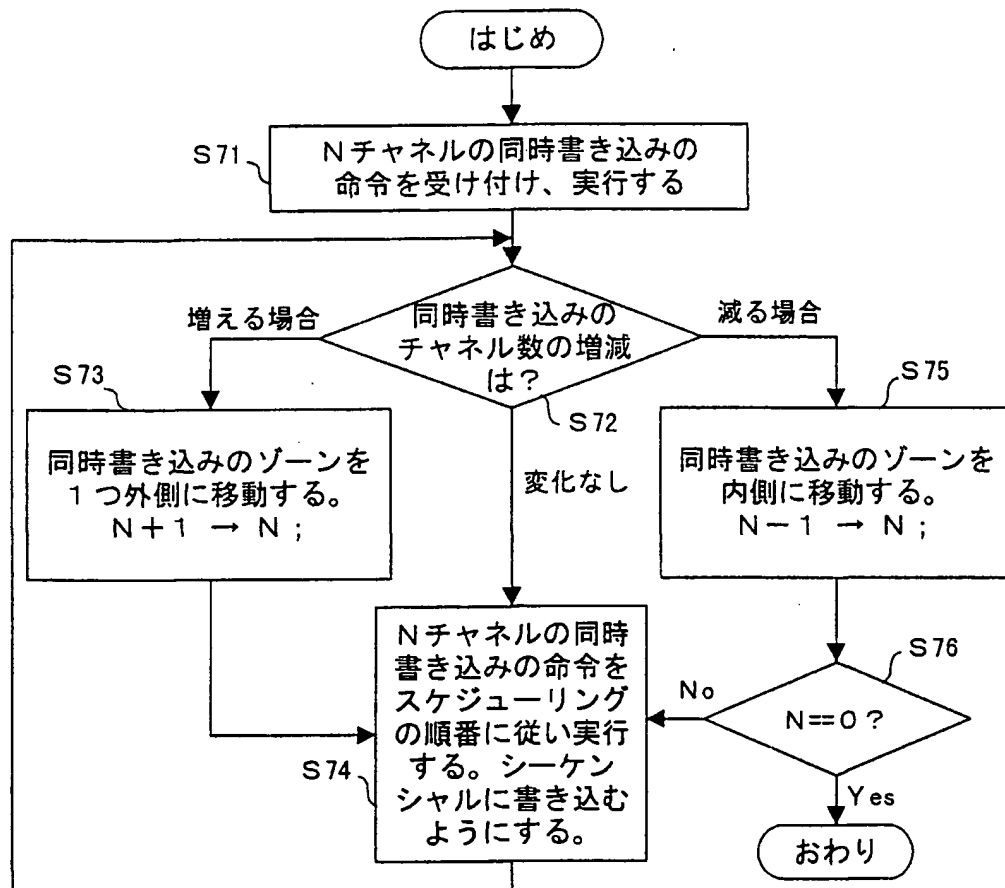 はじめ
S71
Nチャネルの同時書き込みの
命令を受け付け、実行する
増える場合
同時書き込みの
チャネル数の増減
は?
減る場合
S72
S73
同時書き込みのゾーンを
1つ外側に移動する。
N+1 → N;
変化なし
S75
同時書き込みのゾーンを
内側に移動する。
N-1 → N;
S74
Nチャネルの同時
書き込みの命令を
スケジューリング
の順番に従い実行
する。シーケン
シャルに書き込む
ようにする。
No
S76
N==0?
Yes
おわり